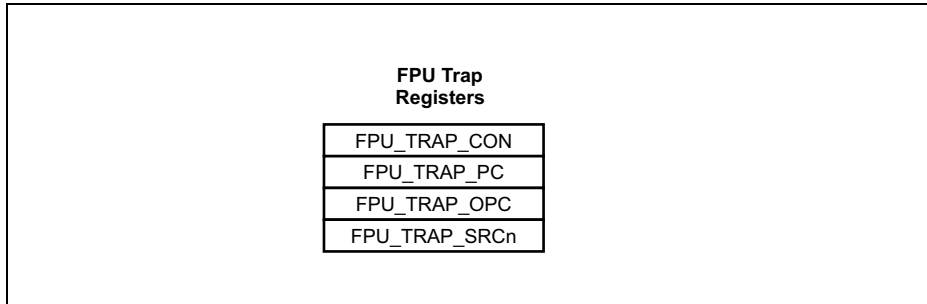 FPU Trap
Registers
FPU_TRAP_CON
FPU_TRAP_PC
FPU_TRAP_OPC
FPU_TRAP_SRCn